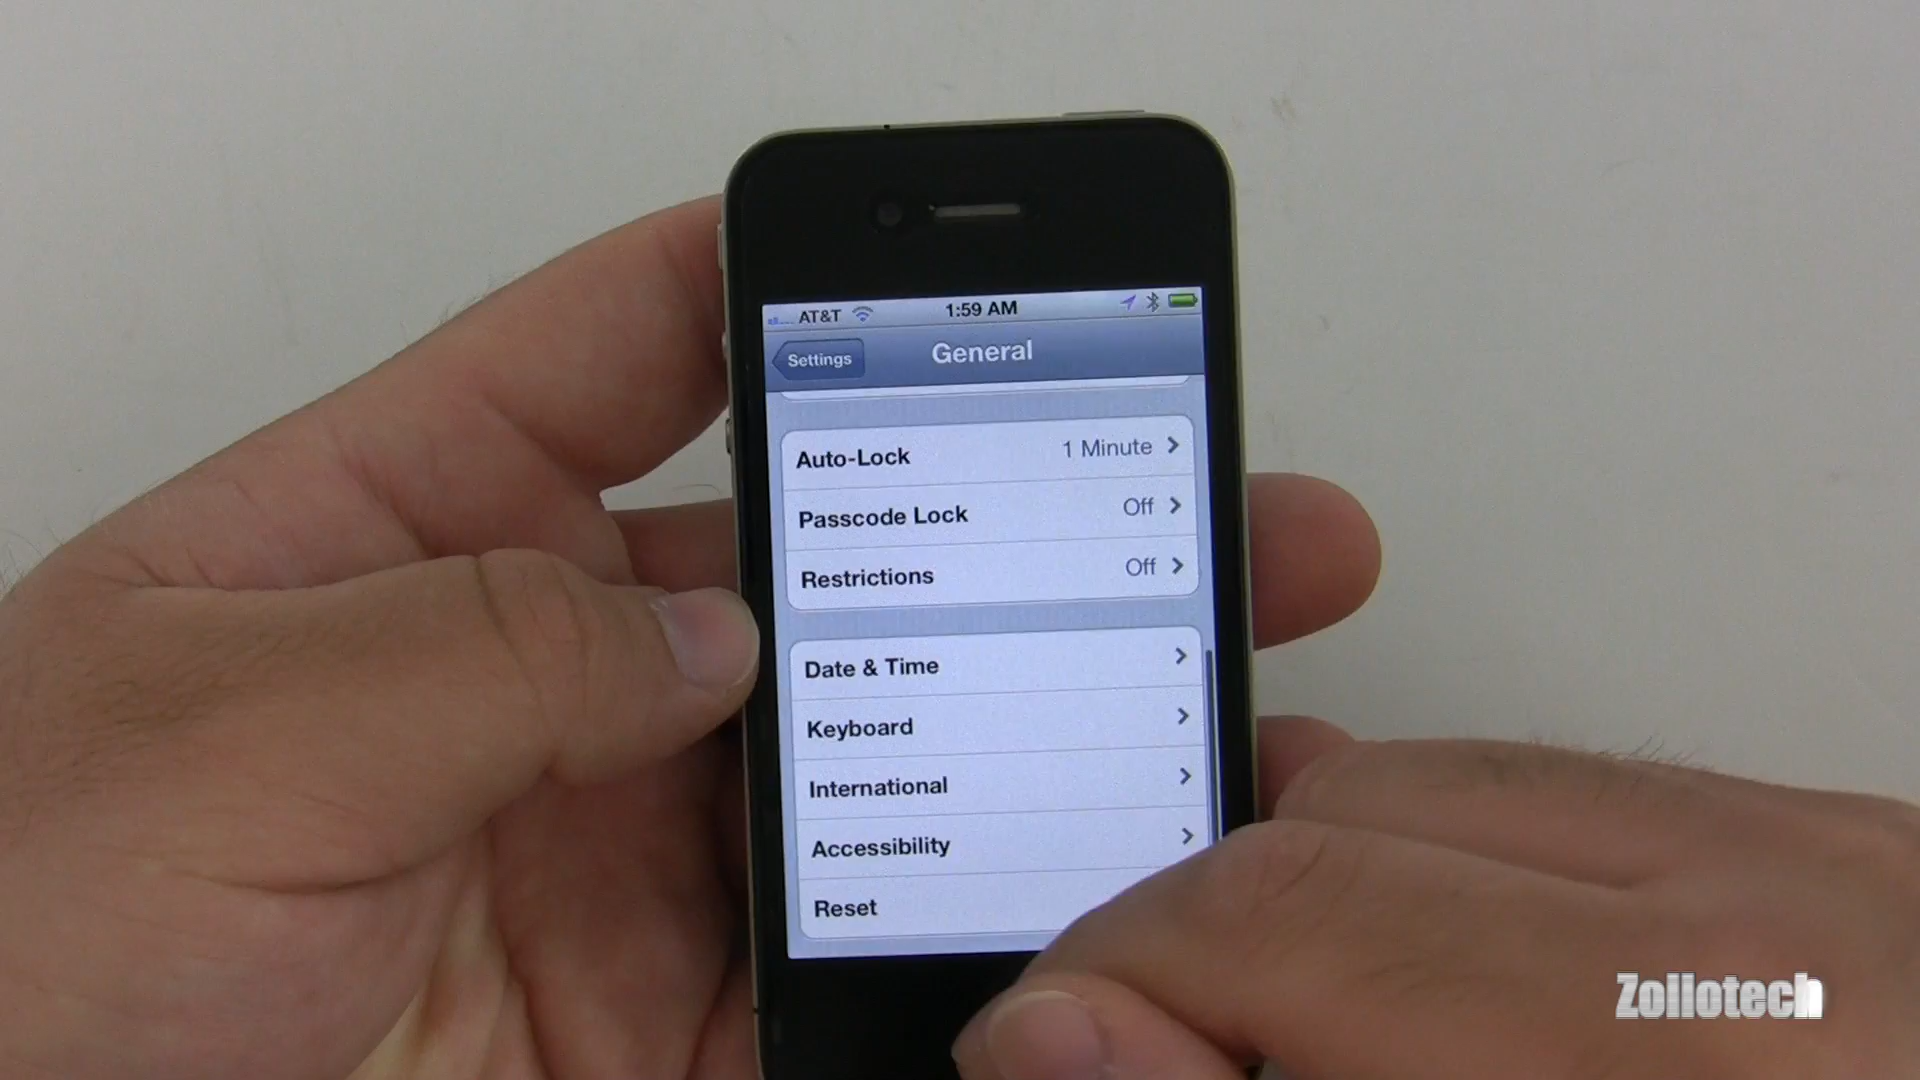 AT&T 1:59 AM
Settings General
Auto-Lock 1 Minute
Passcode Lock Off
Restrictions Off
Date & Time
Keyboard
International
Accessibility
Reset
Zollotech